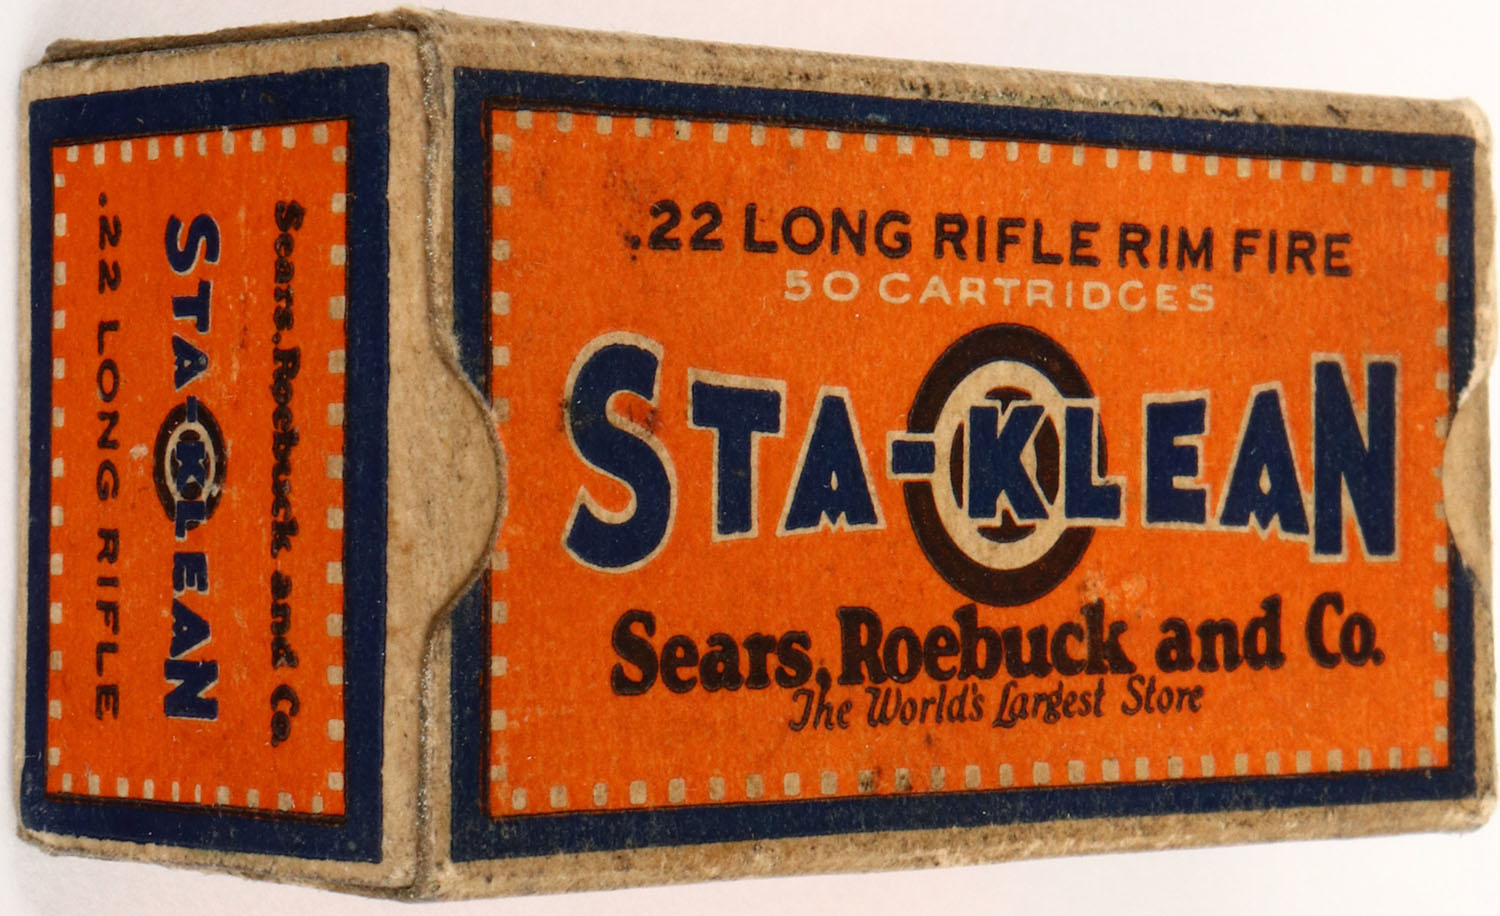 .22 LONG RIFLE RIM FIRE
50 CARTRIDGES
STA-KLEAN
Sears, Roebuck and Co.
The World's Largest Store
Sears, Roebuck and Co.
STA-KLEAN
.22 LONG RIFLE